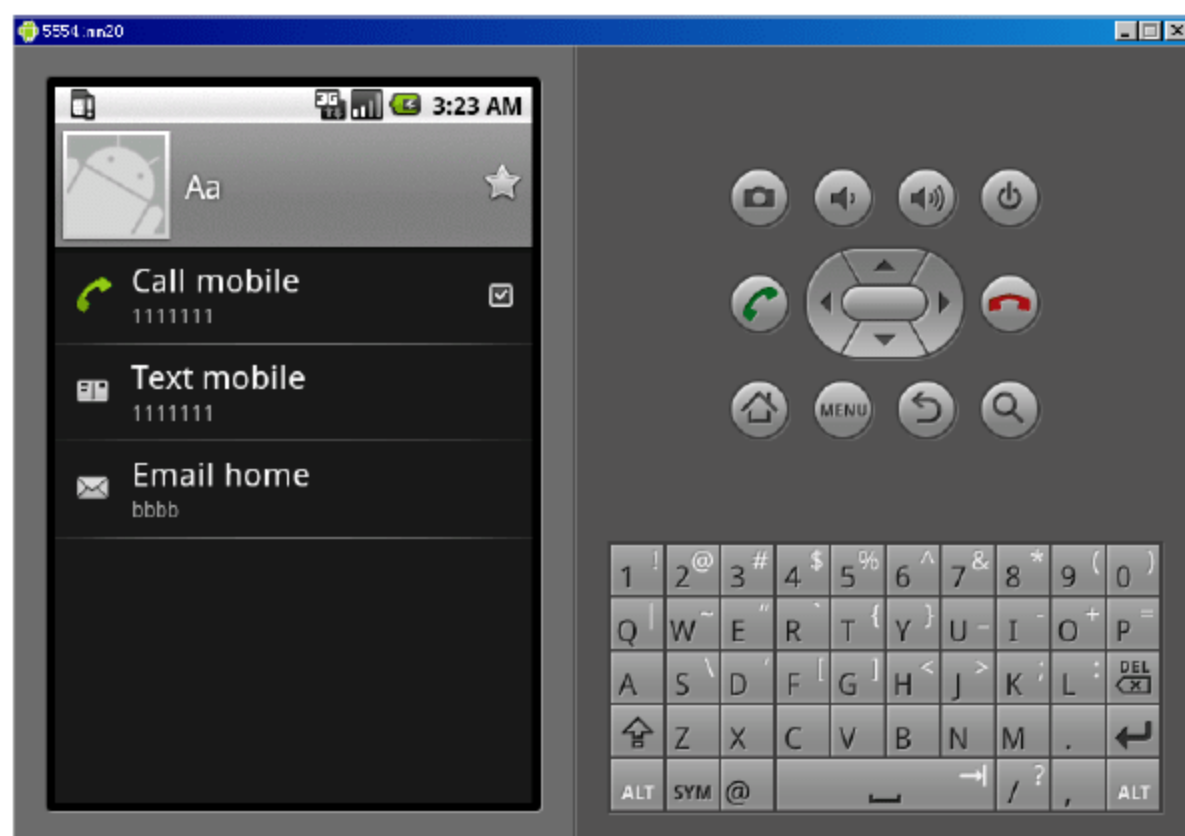 5554:nn20
3G 3:23 AM
Aa
Call mobile
1111111
Text mobile
1111111
Email home
bbbb
MENU
1 ! 2 @ 3 # 4 $ 5 % 6 ^ 7 & 8 * 9 ( 0 )
Q | W ~ E " R ` T { Y } U _ I - O + P =
A S \ D ' F [ G ] H < J > K ; L : DEL
Z X C V B N M .
ALT SYM @ / ? , ALT